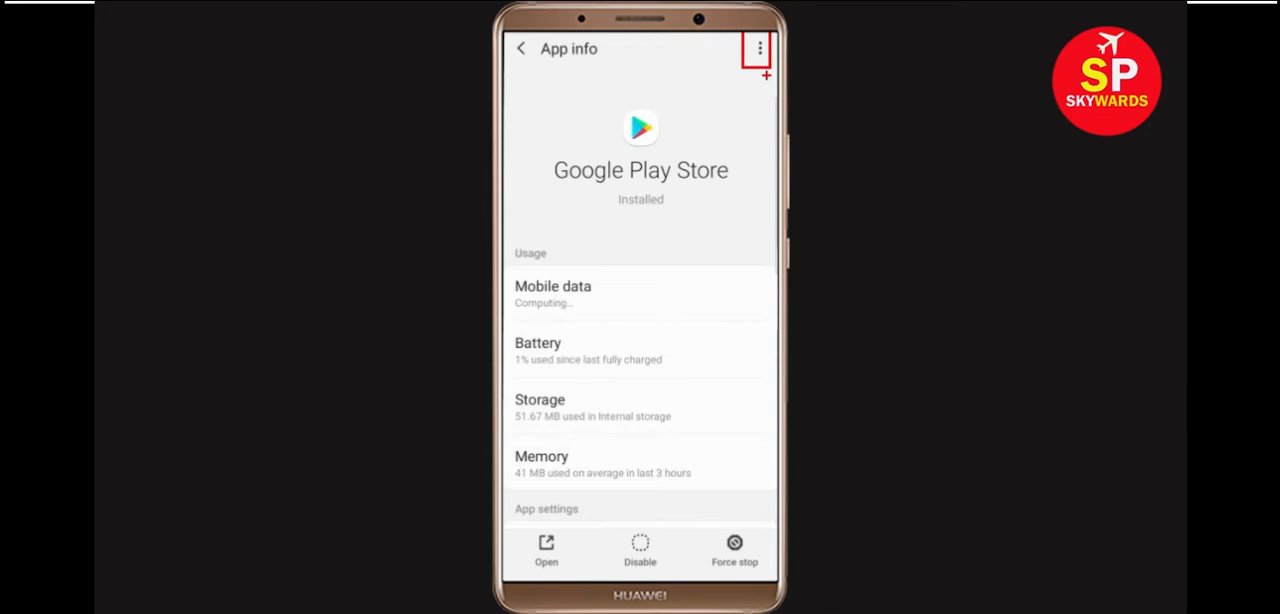 App info
SP
SKYWARDS
Google Play Store
Installed
Usage
Mobile data
Computing...
Battery
1% used since last fully charged
Storage
51.67 MB used in Internal storage
Memory
41 MB used on average in last 3 hours
App settings
Open
Disable
Force stop
HUAWEI